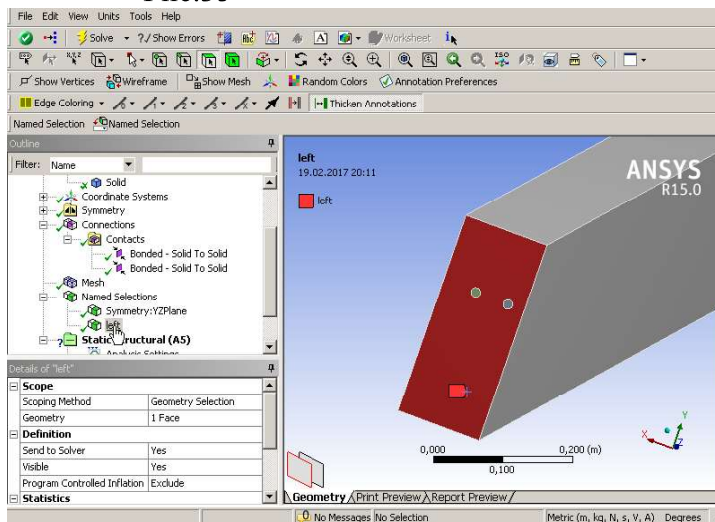 File Edit View Units Tools Help
Solve ?/ Show Errors Worksheet
Show Vertices Wireframe Show Mesh Random Colors Annotation Preferences
Edge Coloring Thicken Annotations
Named Selection Named Selection
Outline
Filter: Name
Solid
Coordinate Systems
Symmetry
Connections
Contacts
Bonded - Solid To Solid
Bonded - Solid To Solid
Mesh
Named Selections
Symmetry:YZPlane
left
Static Structural (A5)
Analysis Settings
Details of "left"
Scope
Scoping Method Geometry Selection
Geometry 1 Face
Definition
Send to Solver Yes
Visible Yes
Program Controlled Inflation Exclude
Statistics
left
19.02.2017 20:11
left
ANSYS
R15.0
0,000 0,200 (m)
0,100
X Y Z
Geometry Print Preview Report Preview
No Messages No Selection Metric (m, kg, N, s, V, A) Degrees